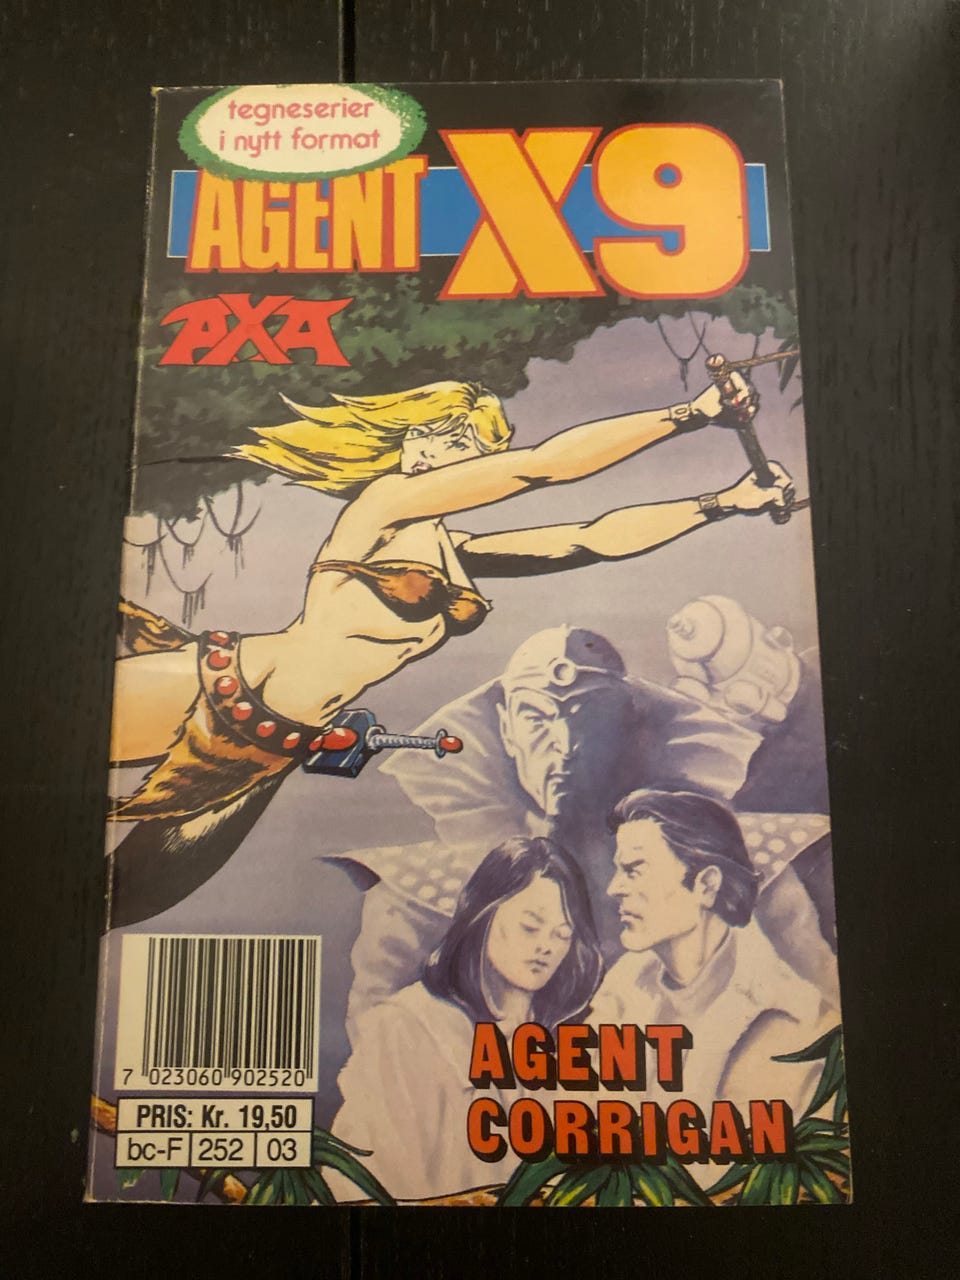 tegneserier
i nytt format
AGENT X9
AXA
AGENT
CORRIGAN
7 023060 902520
PRIS: Kr. 19,50
bc-F 252 03